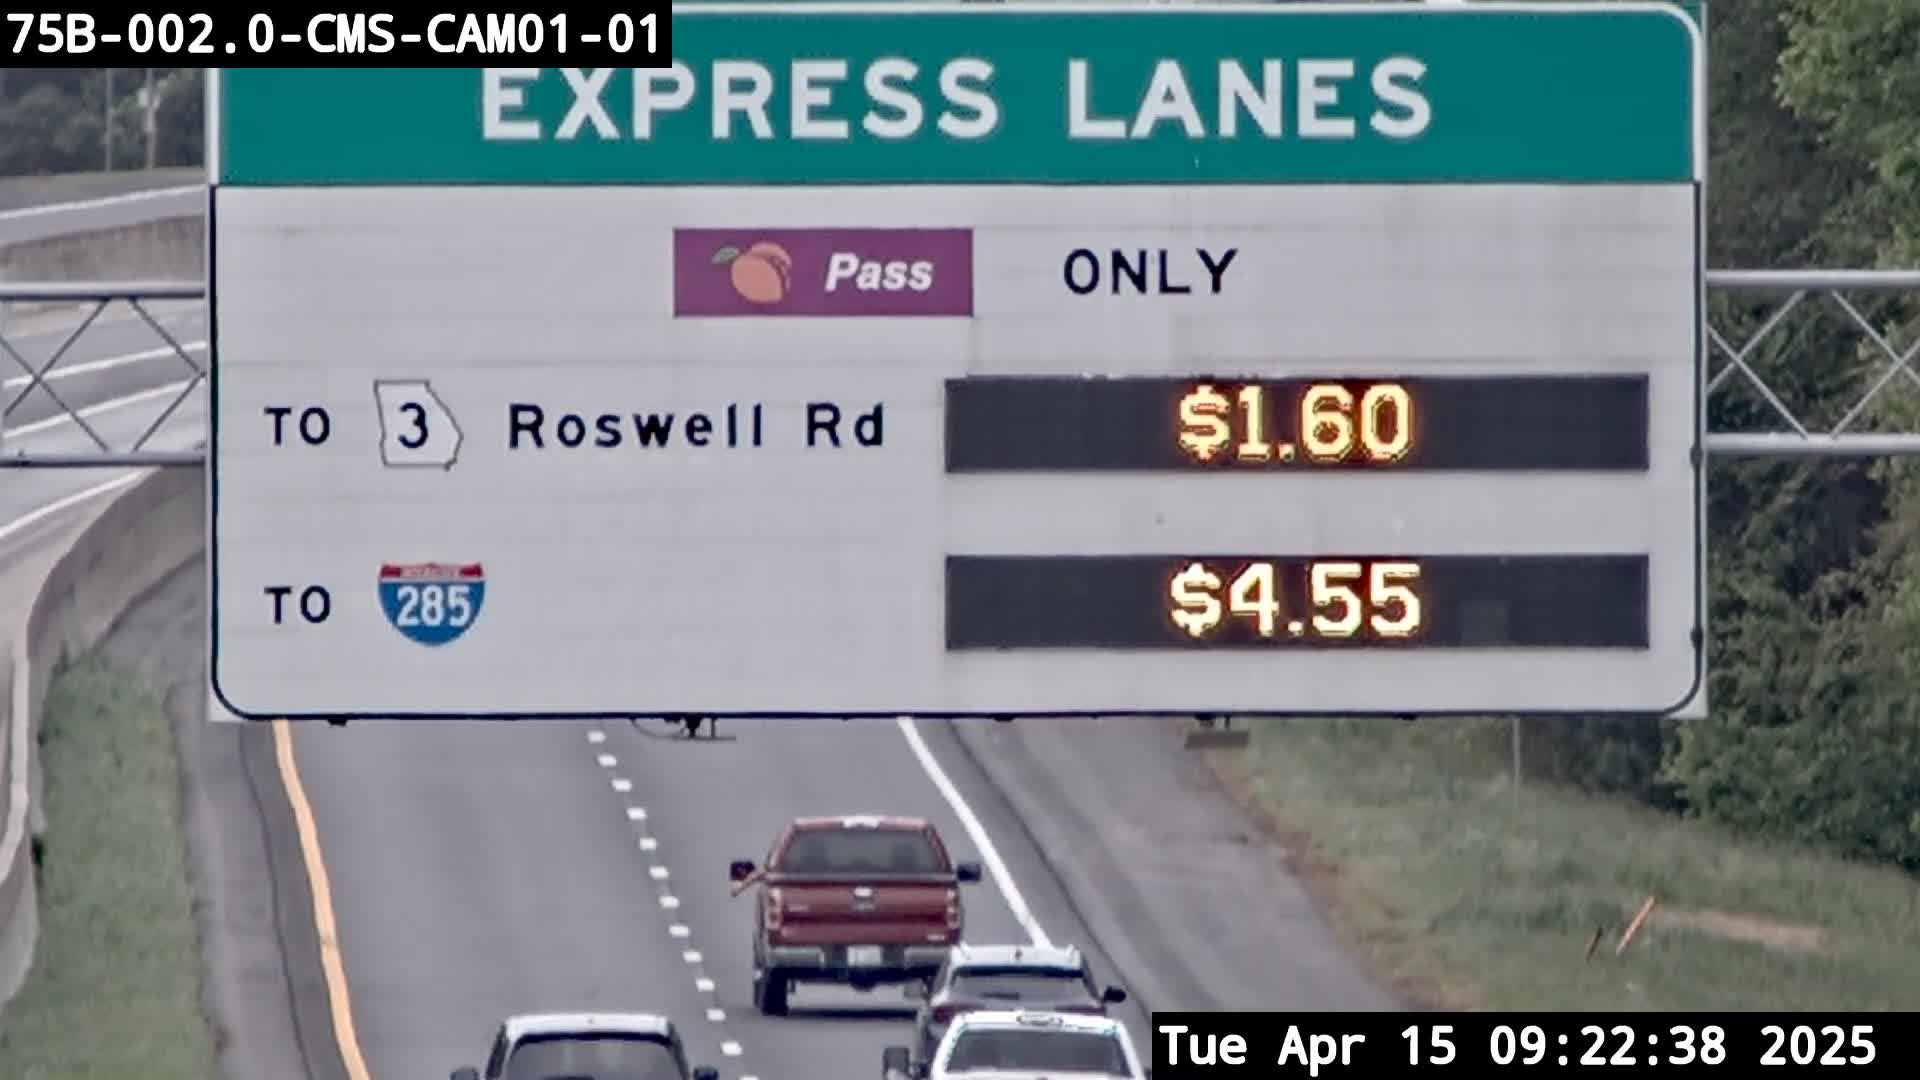 75B-002.0-CMS-CAM01-01
EXPRESS LANES
Pass ONLY
TO 3 Roswell Rd $1.60
TO 285 $4.55
Tue Apr 15 09:22:38 2025